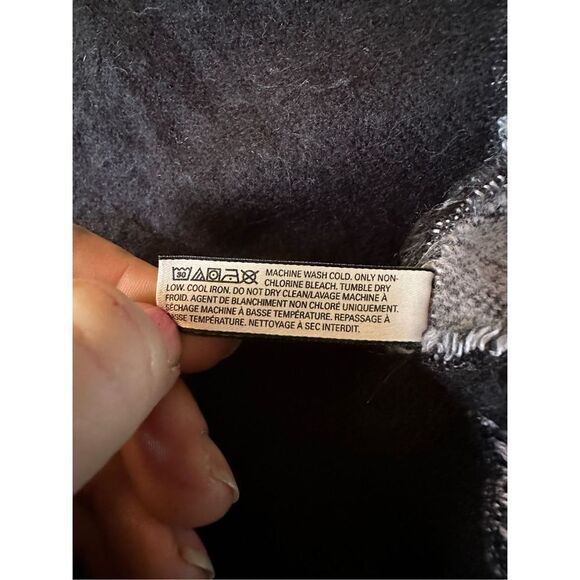 30 MACHINE WASH COLD. ONLY NON-
CHLORINE BLEACH. TUMBLE DRY
LOW. COOL IRON. DO NOT DRY CLEAN/LAVAGE MACHINE À
FROID. AGENT DE BLANCHIMENT NON CHLORÉ UNIQUEMENT.
SÉCHAGE MACHINE À BASSE TEMPÉRATURE. REPASSAGE À
BASSE TEMPÉRATURE. NETTOYAGE À SEC INTERDIT.